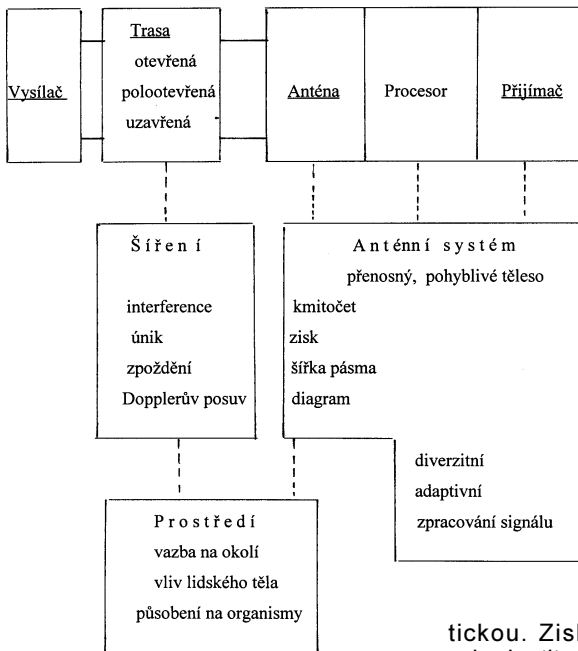 Vysílač
Trasa
otevřená
polootevřená
uzavřená
Anténa
Procesor
Přijímač
Šíření
interference
únik
zpoždění
Dopplerův posuv
Anténní systém
přenosný, pohyblivé těleso
kmitočet
zisk
šířka pásma
diagram
diverzitní
adaptivní
zpracování signálu
Prostředí
vazba na okolí
vliv lidského těla
působení na organismy
tickou. Zisk